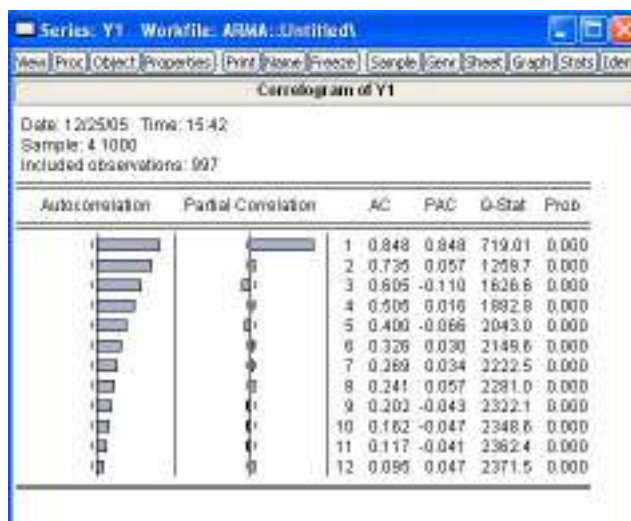 Series: Y1 Workfile: ARMA::Untitled\
View Proc Object Properties Print Name Freeze Sample Genr Sheet Graph Stats Iden
Correlogram of Y1
Date: 12/25/05 Time: 15:42
Sample: 4 1000
Included observations: 997
Autocorrelation Partial Correlation AC PAC Q-Stat Prob
1 0.848 0.848 719.01 0.000
2 0.735 0.057 1259.7 0.000
3 0.605 -0.110 1626.6 0.000
4 0.505 0.016 1882.8 0.000
5 0.400 -0.066 2043.0 0.000
6 0.326 0.030 2149.6 0.000
7 0.269 0.034 2222.5 0.000
8 0.241 0.057 2281.0 0.000
9 0.202 -0.043 2322.1 0.000
10 0.162 -0.047 2348.6 0.000
11 0.117 -0.041 2362.4 0.000
12 0.095 0.047 2371.5 0.000